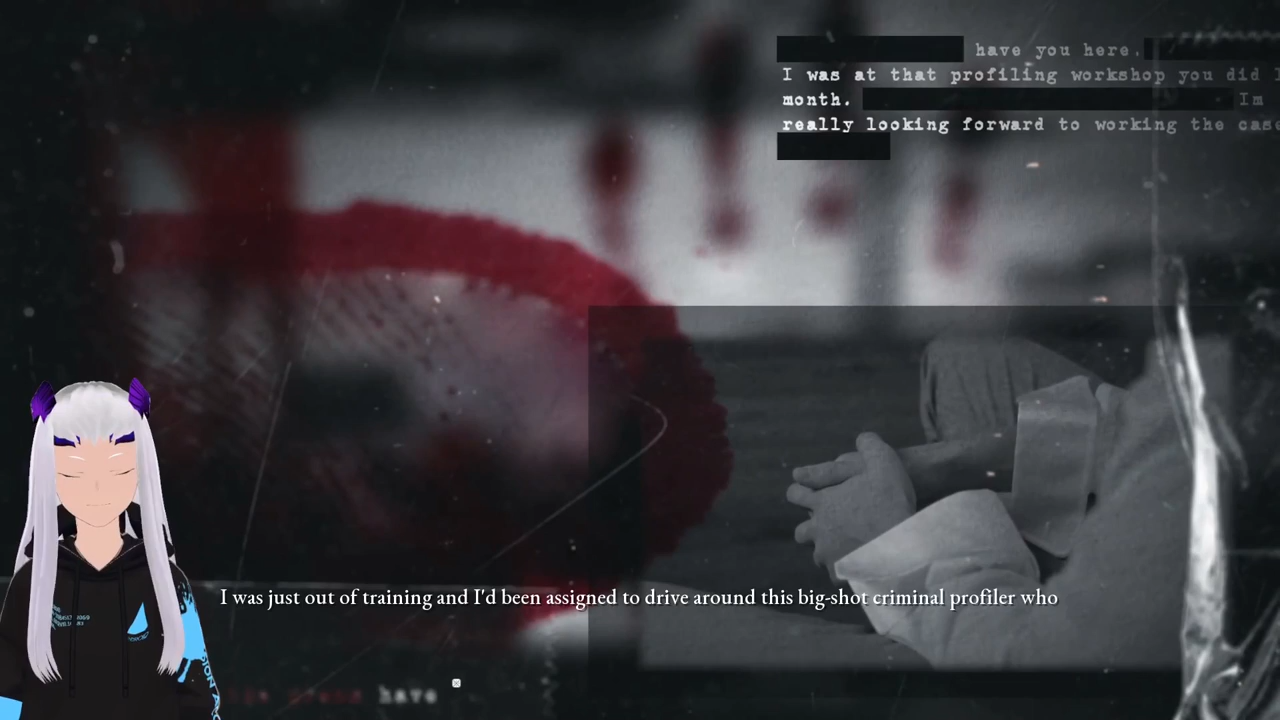 have you here.
I was at that profiling workshop you did
month. Im
really looking forward to working the case
I was just out of training and I'd been assigned to drive around this big-shot criminal profiler who
have